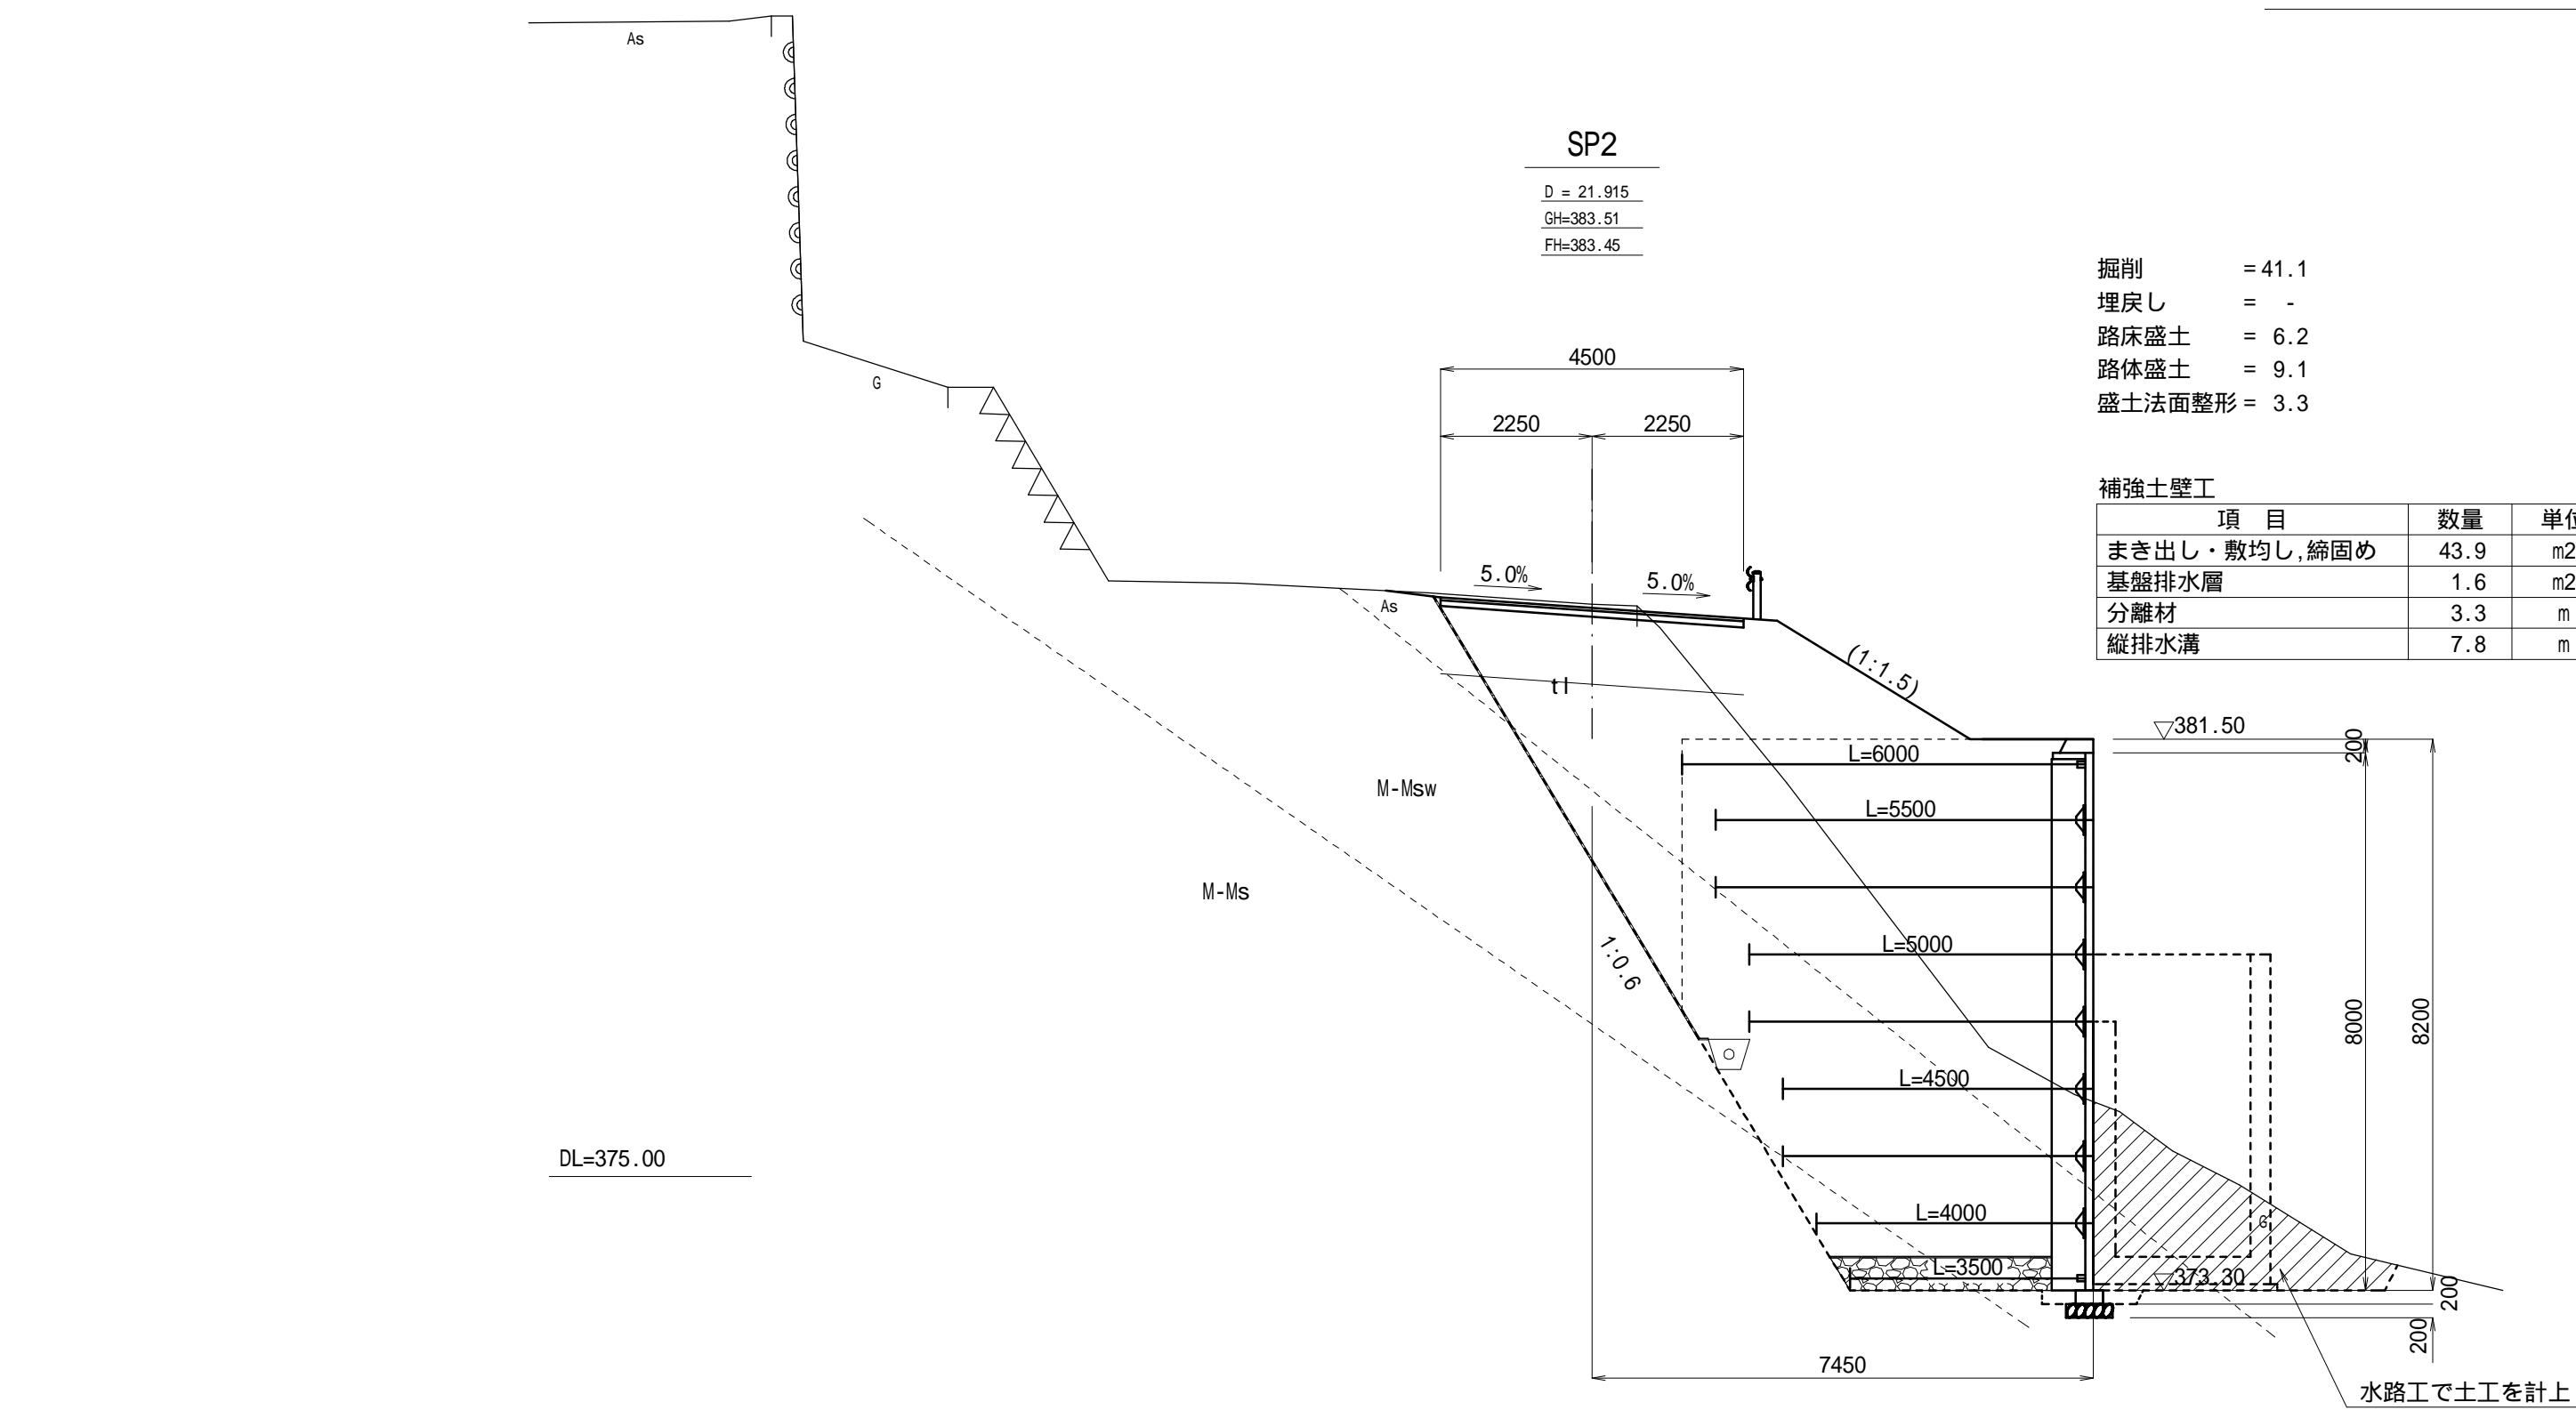 As
SP2
D = 21.915
GH=383.51
FH=383.45
掘削 =41.1
埋戻し = -
路床盛土 = 6.2
路体盛土 = 9.1
盛土法面整形 = 3.3
G
4500
2250 2250
補強土壁工
項 目 数量 単位
まき出し・敷均し,締固め 43.9 m2
基盤排水層 1.6 m2
分離材 3.3 m
縦排水溝 7.8 m
5.0% 5.0%
As
(1:1.5)
tl
▽381.50
200
L=6000
M-Msw
L=5500
M-Ms
L=5000
1:0.6
8000
8200
L=4500
DL=375.00
L=4000
G
L=3500
▽373.30
200
200
7450
水路工で土工を計上